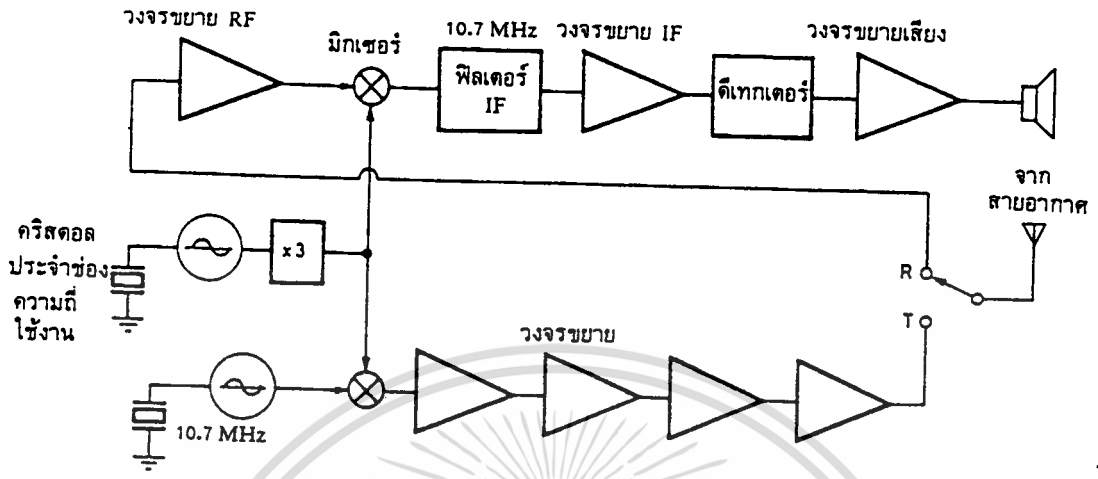 วงจรขยาย RF
มิกเซอร์
10.7 MHz
วงจรขยาย IF
วงจรขยายเสียง
ฟิลเตอร์
IF
ดีเทกเตอร์
จาก
สายอากาศ
คริสตอล
ประจำช่อง
ความถี่
ใช้งาน
x3
R
T
วงจรขยาย
10.7 MHz